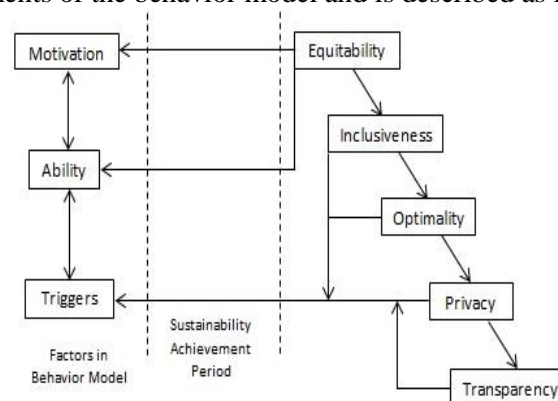 ents of the behavior model and is described as
Motivation
Equitability
Inclusiveness
Ability
Optimality
Triggers
Privacy
Sustainability
Achievement
Period
Factors in
Behavior Model
Transparency